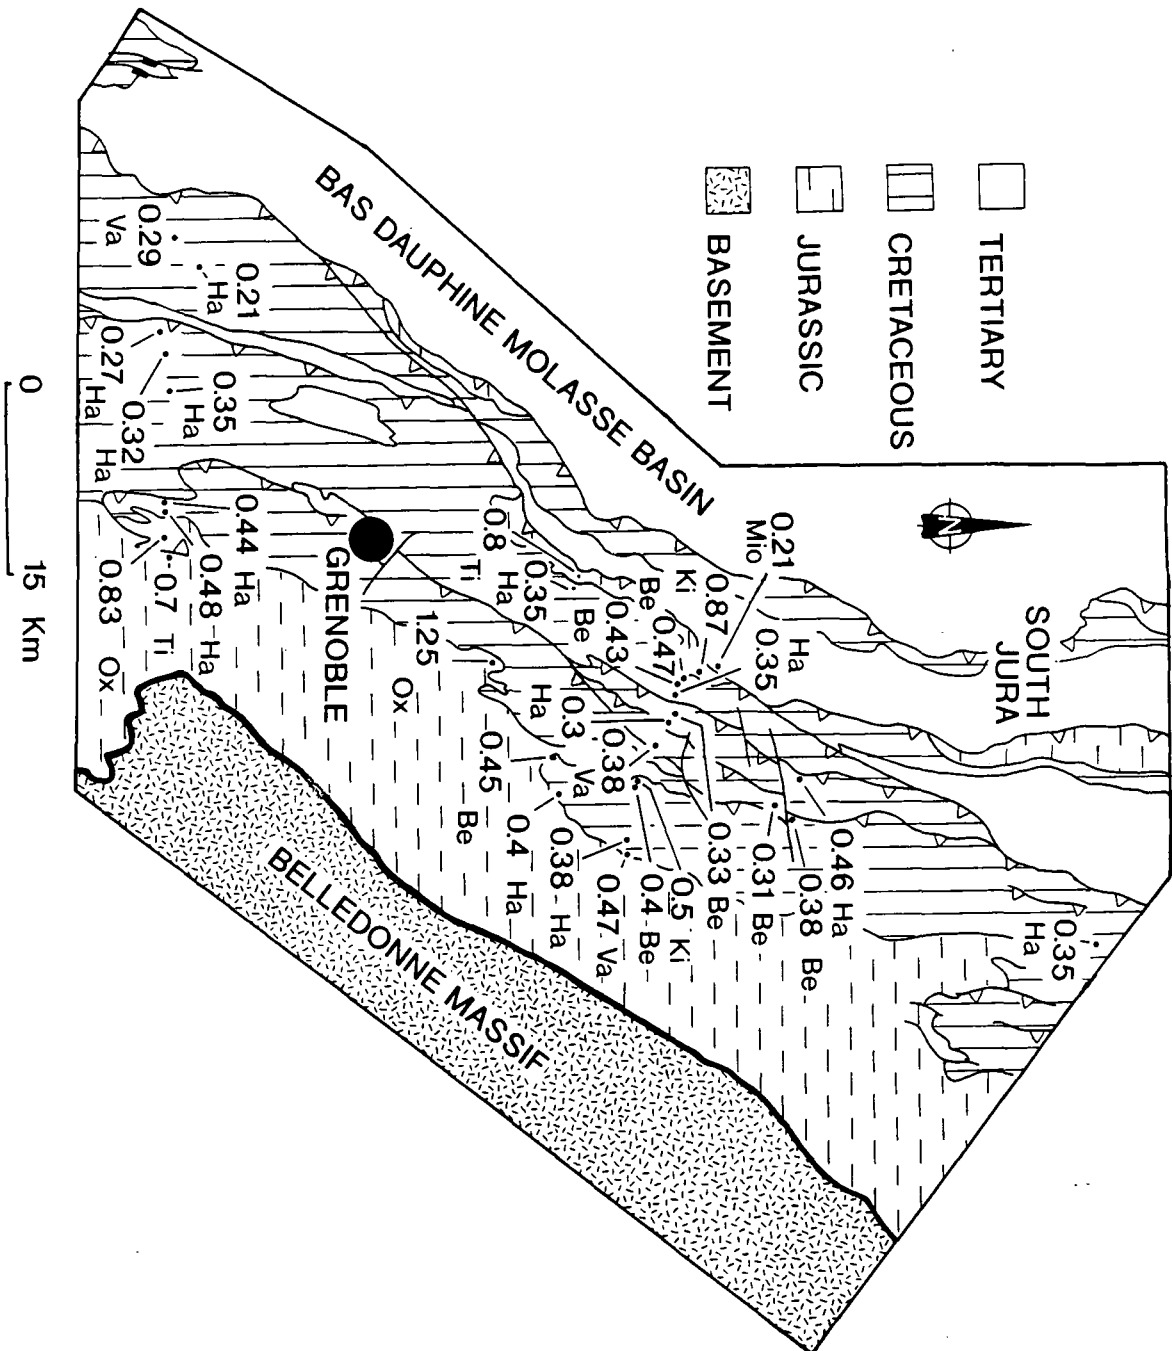 TERTIARY
CRETACEOUS
JURASSIC
BASEMENT
N
SOUTH
JURA
BAS DAUPHINE MOLASSE BASIN
0.35
Ha
0.46 Ha
0.38 Be
0.31 Be
0.33 Be
0.5 Ki
0.4 Be
0.47 Va
0.38 Ha
0.4 Ha
0.21
Mio
Ha
0.35
0.87
Ki
0.47
Be
0.43
Be
0.38
Va
0.3
Ha
0.35
Ha
0.8
Ti
0.45
Be
1.25
Ox
GRENOBLE
BELLEDONNE MASSIF
0.21
Ha
0.29
Va
0.35
Ha
0.32
Ha
0.27
Ha
0.44 Ha
0.48 Ha
0.7 Ti
0.83 Ox
0 15 Km